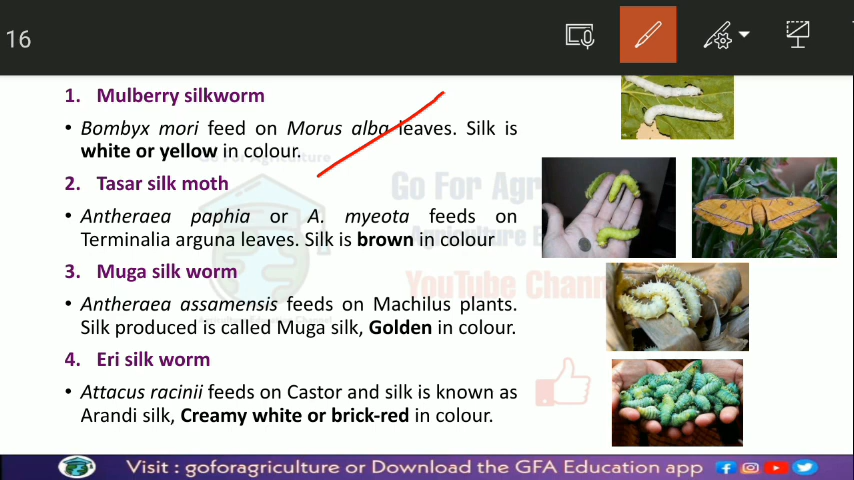 16
1. Mulberry silkworm
• Bombyx mori feed on Morus alba leaves. Silk is
white or yellow in colour.
2. Tasar silk moth
• Antheraea paphia or A. myeota feeds on
Terminalia arguna leaves. Silk is brown in colour
3. Muga silk worm
• Antheraea assamensis feeds on Machilus plants.
Silk produced is called Muga silk, Golden in colour.
4. Eri silk worm
• Attacus racinii feeds on Castor and silk is known as
Arandi silk, Creamy white or brick-red in colour.
Go For Agr
Agriculture E
YouTube Chann
Visit : goforagriculture or Download the GFA Education app